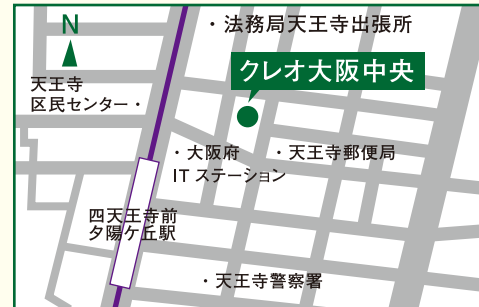 ・法務局天王寺出張所
N
クレオ大阪中央
天王寺
区民センター・
・大阪府
ITステーション
・天王寺郵便局
四天王寺前
夕陽ケ丘駅
・天王寺警察署